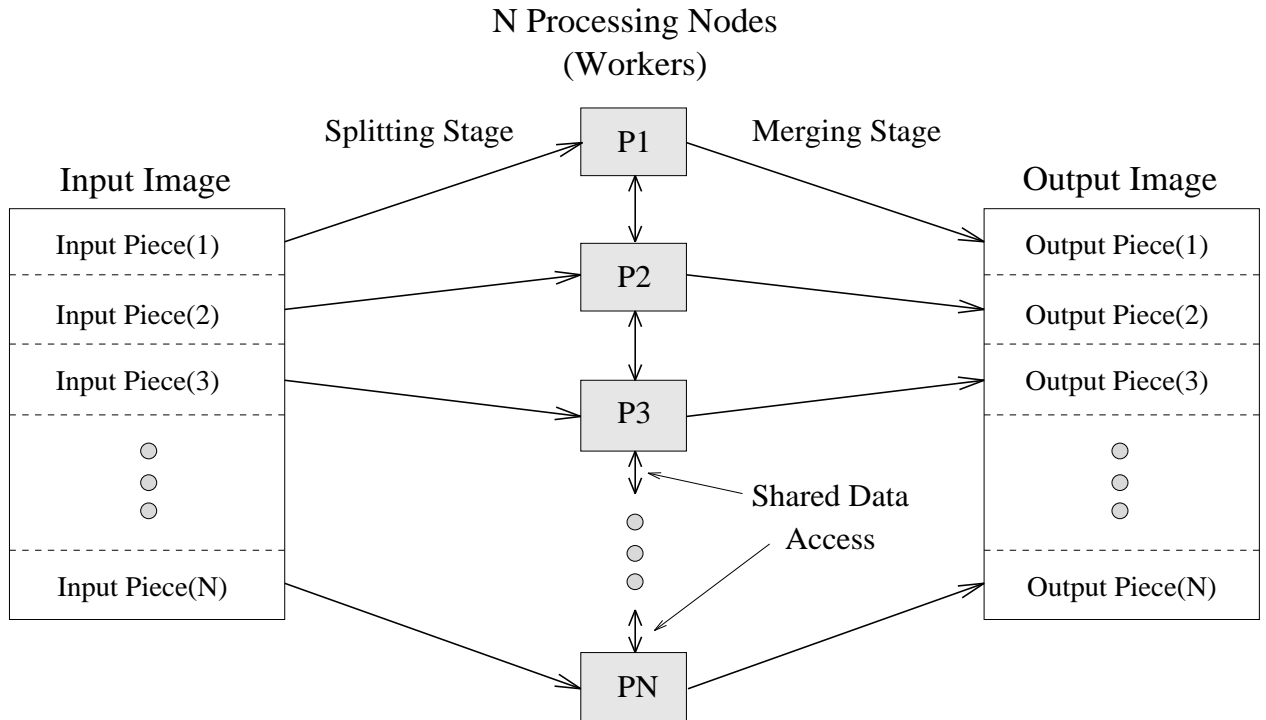 N Processing Nodes
(Workers)
Splitting Stage
P1
Merging Stage
Input Image
Output Image
Input Piece(1)
P2
Output Piece(1)
Input Piece(2)
Output Piece(2)
Input Piece(3)
P3
Output Piece(3)
Shared Data
Access
Input Piece(N)
Output Piece(N)
PN